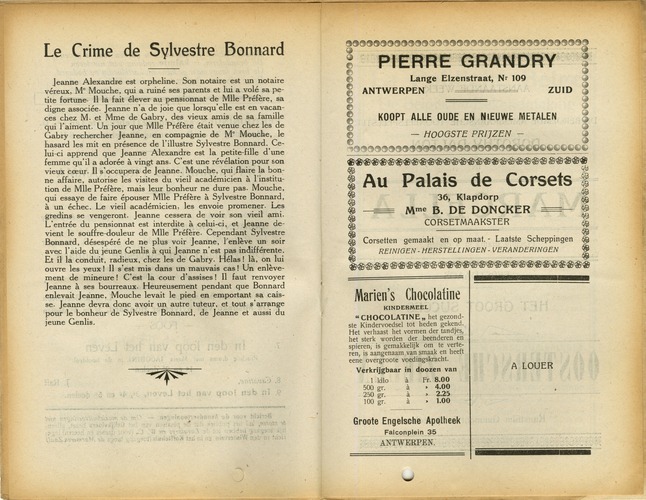 Le Crime de Sylvestre Bonnard
Jeanne Alexandre est orpheline. Son notaire est un notaire
véreux, Me Mouche, qui a ruiné ses parents et lui a volé sa pe-
tite fortune. Il la fait élever au pensionnat de Mlle Préfère, sa
digne associée. Jeanne n'a de joie que lorsqu'elle est en vacan-
ces chez M. et Mme de Gabry, des vieux amis de sa famille
qui l'aiment. Un jour que Mlle Préfère était venue chez les de
Gabry rechercher Jeanne, en compagnie de Me Mouche, le
hasard les mit en présence de l'illustre Sylvestre Bonnard. Ce-
lui-ci apprend que Jeanne Alexandre est la petite-fille d'une
femme qu'il a adorée à vingt ans. C'est une révélation pour son
vieux cœur. Il s'occupera de Jeanne. Mouche, qui flaire la bon-
ne affaire, autorise les visites du vieil académicien à l'institu-
tion de Mlle Préfère, mais leur bonheur ne dure pas. Mouche,
qui essaye de faire épouser Mlle Préfère à Sylvestre Bonnard,
à un échec. Le vieil académicien. les envoie promener. Les
gredins se vengeront. Jeanne cessera de voir son vieil ami.
L'entrée du pensionnat est interdite à celui-ci, et Jeanne de-
vient le souffre-douleur de Mlle Préfère. Cependant Sylvestre
Bonnard, désespéré de ne plus voir Jeanne, l'enlève un soir
avec l'aide du jeune Genlis à qui Jeanne n'est pas indifférente.
Et il la conduit, radieux, chez les de Gabry. Hélas! là, on lui
ouvre les yeux! Il s'est mis dans un mauvais cas! Un enlève-
ment de mineure! C'est la cour d'assises! Il faut renvoyer
Jeanne à ses bourreaux. Heureusement pendant que Bonnard
enlevait Jeanne, Mouche levait le pied en emportant sa cais-
se. Jeanne devra donc avoir un autre tuteur, et tout s'arrange
pour le bonheur de Sylvestre Bonnard, de Jeanne et aussi du
jeune Genlis.
PIERRE GRANDRY
Lange Elzenstraat, Nr 109
ANTWERPEN ZUID
KOOPT ALLE OUDE EN NIEUWE METALEN
— HOOGSTE PRIJZEN —
Au Palais de Corsets
36, Klapdorp
Mme B. DE DONCKER
CORSETMAAKSTER
Corsetten gemaakt en op maat. - Laatste Scheppingen
REINIGEN - HERSTELLINGEN - VERANDERINGEN
Marien's Chocolatine
KINDERMEEL
"CHOCOLATINE„ het gezond-
ste Kindervoedsel tot heden gekend.
Het verhaast het vormen der tandjes,
het sterk worden der beenderen en
spieren, is gemakkelijk om te verte-
ren, is aangenaam van smaak en heeft
eene overgroote voedingskracht.
Verkrijgbaar in doozen van
1 kilo à Fr. 8.00
500 gr. à » 4.00
250 gr. à » 2.25
100 gr. à » 1.00
Groote Engelsche Apotheek
Falconplein 35
ANTWERPEN.
A LOUER